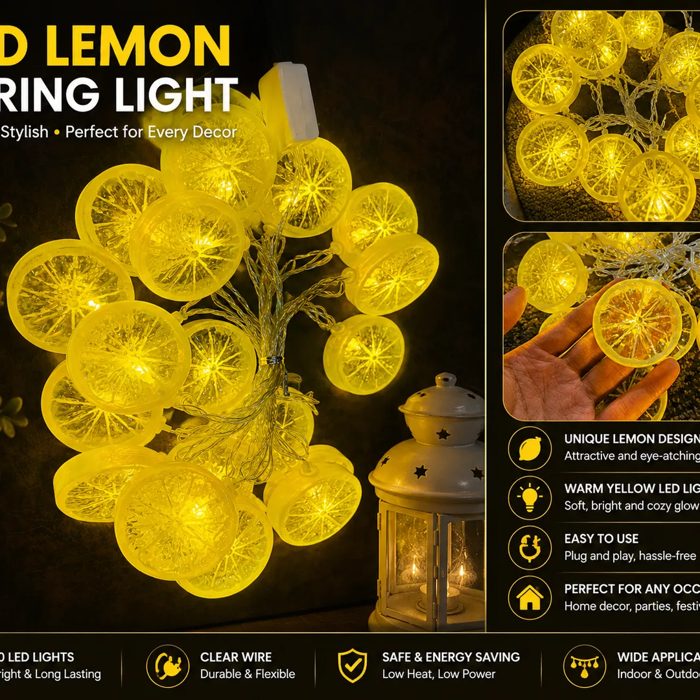 D LEMON
RING LIGHT
Stylish • Perfect for Every Decor
UNIQUE LEMON DESIGN
Attractive and eye-atching
WARM YELLOW LED LIG
Soft, bright and cozy glow
EASY TO USE
Plug and play, hassle-free
PERFECT FOR ANY OCC
Home decor, parties, festi
0 LED LIGHTS
right & Long Lasting
CLEAR WIRE
Durable & Flexible
SAFE & ENERGY SAVING
Low Heat, Low Power
WIDE APPLICA
Indoor & Outdo